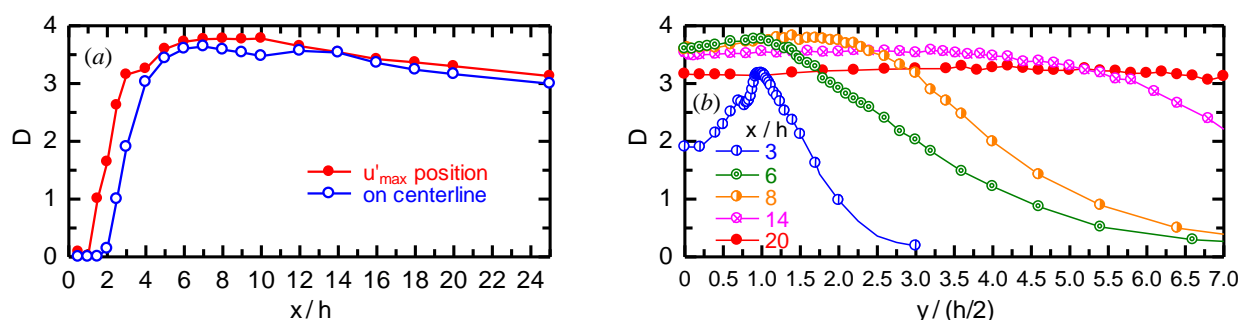 4
3
2
1
0
D
(a)
u'max position
on centerline
0 2 4 6 8 10 12 14 16 18 20 22 24
x / h
4
3
2
1
0
D
(b)
x / h
3
6
8
14
20
0 0.5 1.0 1.5 2.0 2.5 3.0 3.5 4.0 4.5 5.0 5.5 6.0 6.5 7.0
y / (h/2)